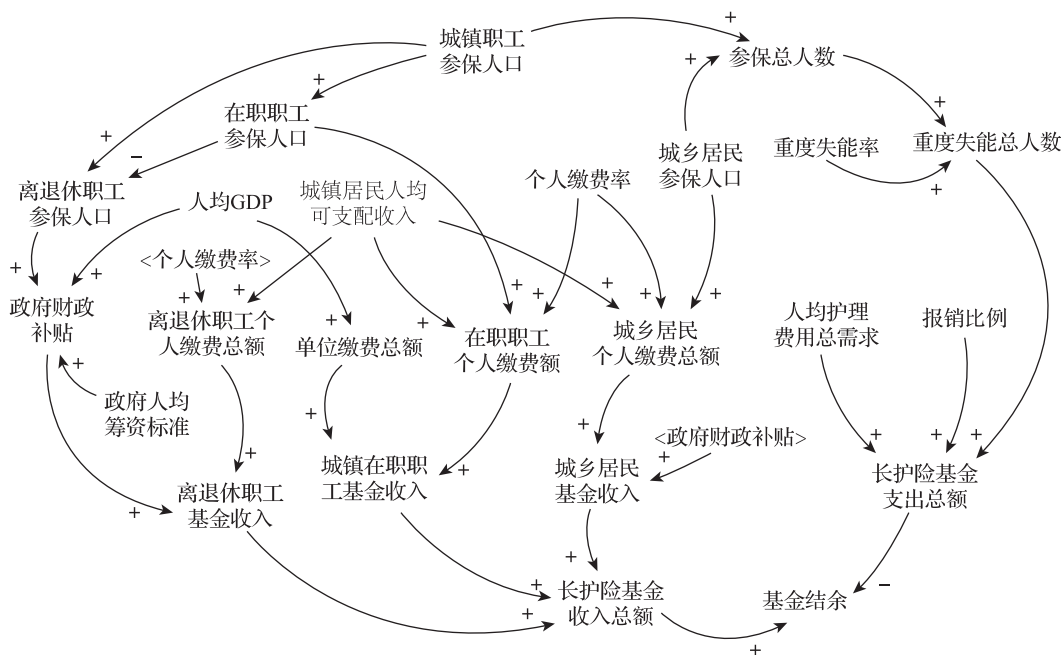 城镇职工
参保人口
+
参保总人数
+
+
在职职工
参保人口
+
−
+
重度失能率
重度失能总人数
+
城乡居民
参保人口
离退休职工
参保人口
人均GDP
城镇居民人均
可支配收入
个人缴费率
+
+
<个人缴费率>
+
+
+
+
+
+
+
政府财政
补贴
离退休职工个
人缴费总额
+
单位缴费总额
+
在职职工
个人缴费额
城乡居民
个人缴费总额
人均护理
费用总需求
报销比例
+
政府人均
筹资标准
+
+
<政府财政补贴>
+
+
+
+
城镇在职职
工基金收入
+
+
城乡居民
基金收入
长护险基金
支出总额
离退休职工
基金收入
+
+
+
+
长护险基金
收入总额
−
基金结余
+